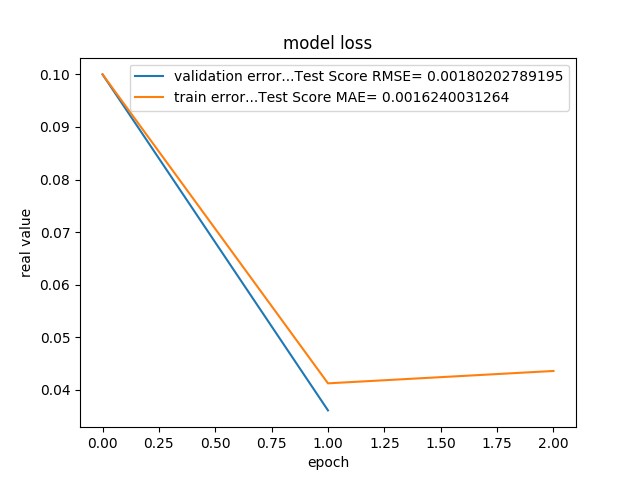 model loss
validation error...Test Score RMSE= 0.00180202789195
train error...Test Score MAE= 0.0016240031264
0.10
0.09
0.08
0.07
0.06
0.05
0.04
real value
0.00 0.25 0.50 0.75 1.00 1.25 1.50 1.75 2.00
epoch